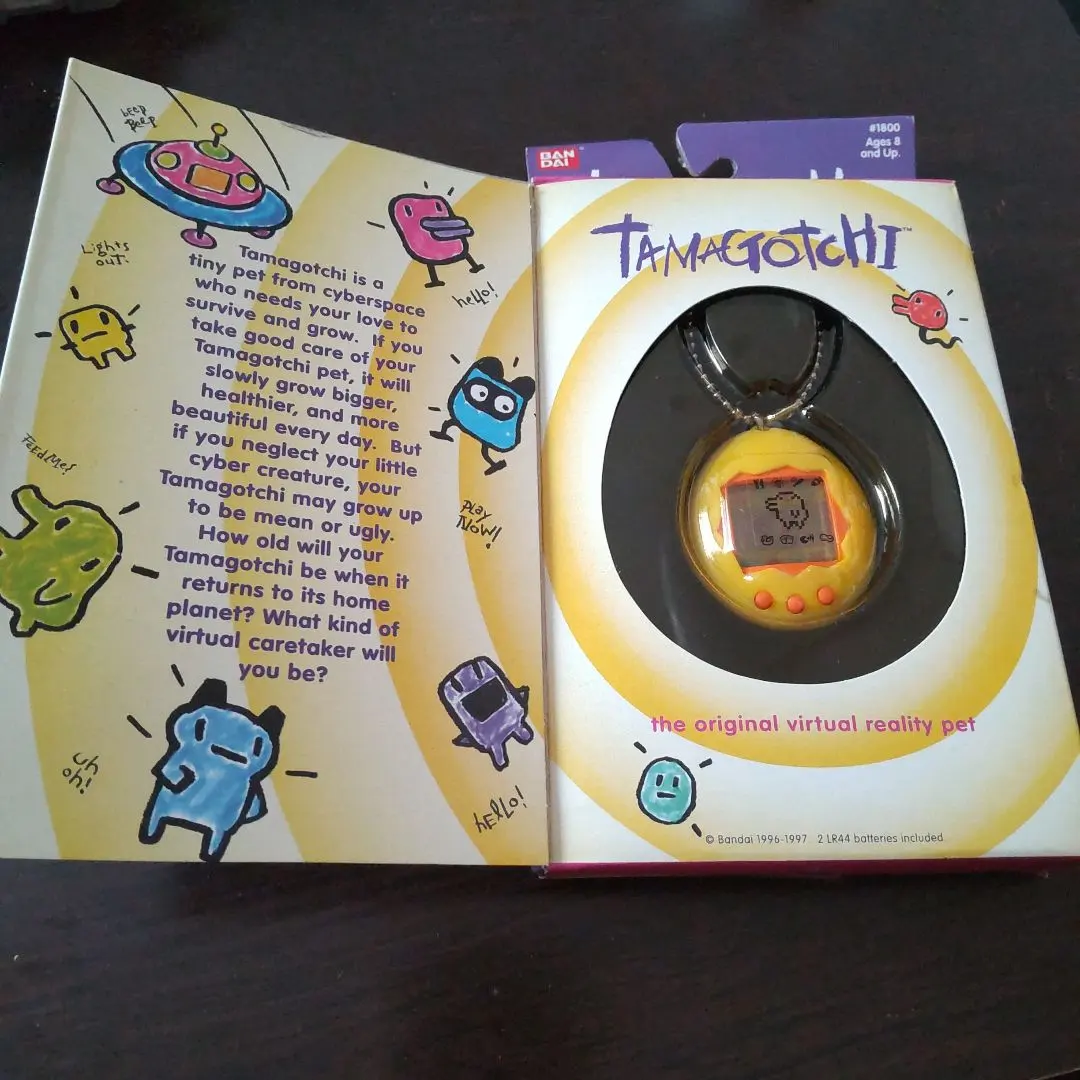 bEEp
BEEp
Lights
out!
hello!
Tamagotchi is a
tiny pet from cyberspace
who needs your love to
survive and grow. If you
take good care of your
Tamagotchi pet, it will
slowly grow bigger,
healthier, and more
beautiful every day. But
if you neglect your little
cyber creature, your
Tamagotchi may grow up
to be mean or ugly.
How old will your
Tamagotchi be when it
returns to its home
planet? What kind of
virtual caretaker will
you be?
FEEd ME!
PLAY
NOW!
uh
oh!
hELLO!
BAN
DAI
#1800
Ages 8
and Up.
TAMAGOTCHI™
the original virtual reality pet
© Bandai 1996-1997 2 LR44 batteries included